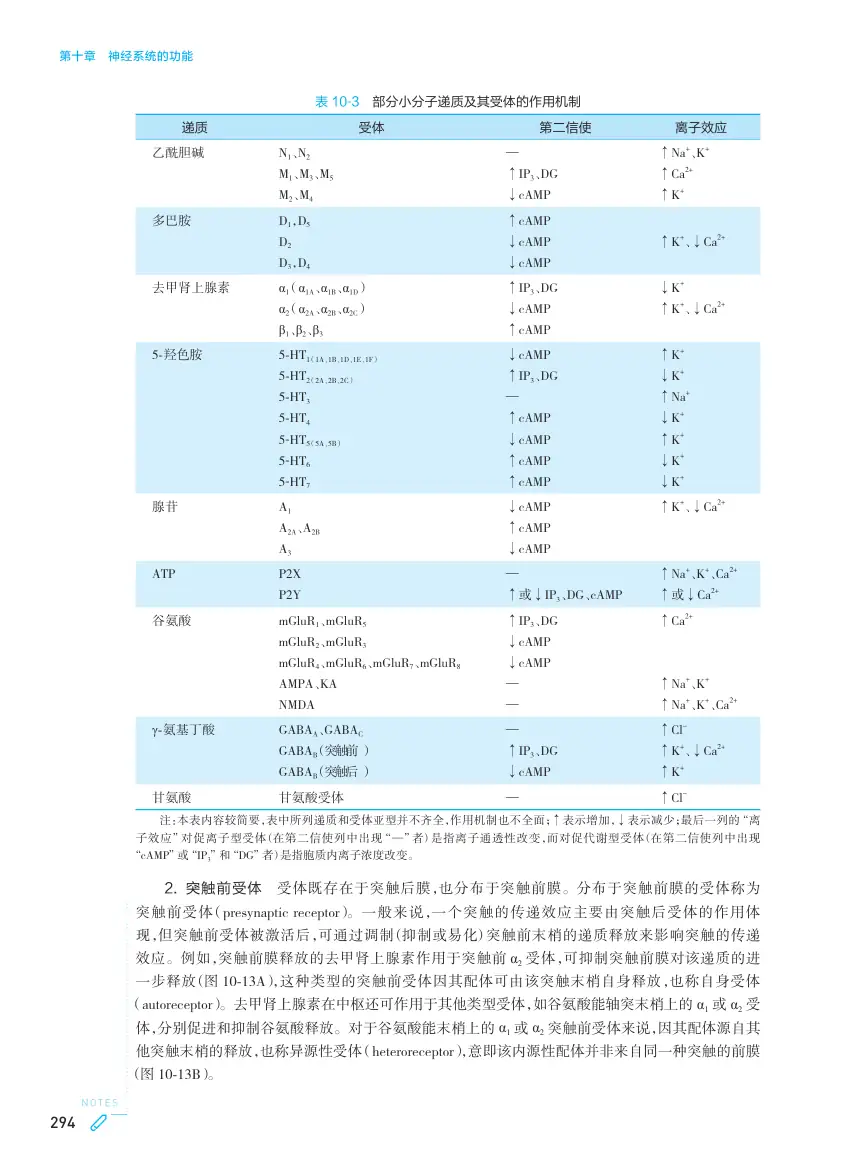 第十章 神经系统的功能
表 10-3 部分小分子递质及其受体的作用机制
递质 受体 第二信使 离子效应
乙酰胆碱 N₁、N₂ — ↑Na⁺、K⁺
M₁、M₃、M₅ ↑IP₃、DG ↑Ca²⁺
M₂、M₄ ↓cAMP ↑K⁺
多巴胺 D₁,D₅ ↑cAMP
D₂ ↓cAMP ↑K⁺、↓Ca²⁺
D₃,D₄ ↓cAMP
去甲肾上腺素 α₁(α₁A、α₁B、α₁D) ↑IP₃、DG ↓K⁺
α₂(α₂A、α₂B、α₂C) ↓cAMP ↑K⁺、↓Ca²⁺
β₁、β₂、β₃ ↑cAMP
5-羟色胺 5-HT₁(1A,1B,1D,1E,1F) ↓cAMP ↑K⁺
5-HT₂(2A,2B,2C) ↑IP₃、DG ↓K⁺
5-HT₃ — ↑Na⁺
5-HT₄ ↑cAMP ↓K⁺
5-HT₅(5A,5B) ↓cAMP ↑K⁺
5-HT₆ ↑cAMP ↓K⁺
5-HT₇ ↑cAMP ↓K⁺
腺苷 A₁ ↓cAMP ↑K⁺、↓Ca²⁺
A₂A、A₂B ↑cAMP
A₃ ↓cAMP
ATP P2X — ↑Na⁺、K⁺、Ca²⁺
P2Y ↑或↓IP₃、DG、cAMP ↑或↓Ca²⁺
谷氨酸 mGluR₁、mGluR₅ ↑IP₃、DG ↑Ca²⁺
mGluR₂、mGluR₃ ↓cAMP
mGluR₄、mGluR₆、mGluR₇、mGluR₈ ↓cAMP
AMPA、KA — ↑Na⁺、K⁺
NMDA — ↑Na⁺、K⁺、Ca²⁺
γ-氨基丁酸 GABA_A、GABA_C — ↑Cl⁻
GABA_B(突触前) ↑IP₃、DG ↑K⁺、↓Ca²⁺
GABA_B(突触后) ↓cAMP ↑K⁺
甘氨酸 甘氨酸受体 — ↑Cl⁻
注:本表内容较简要,表中所列递质和受体亚型并不齐全,作用机制也不全面;↑表示增加,↓表示减少;最后一列的“离
子效应”对促离子型受体(在第二信使列中出现“—”者)是指离子通透性改变,而对促代谢型受体(在第二信使列中出现
“cAMP”或“IP₃”和“DG”者)是指胞质内离子浓度改变。
2. 突触前受体 受体既存在于突触后膜,也分布于突触前膜。分布于突触前膜的受体称为
突触前受体(presynaptic receptor)。一般来说,一个突触的传递效应主要由突触后受体的作用体
现,但突触前受体被激活后,可通过调制(抑制或易化)突触前末梢的递质释放来影响突触的传递
效应。例如,突触前膜释放的去甲肾上腺素作用于突触前 α₂ 受体,可抑制突触前膜对该递质的进
一步释放(图 10-13A),这种类型的突触前受体因其配体可由该突触末梢自身释放,也称自身受体
(autoreceptor)。去甲肾上腺素在中枢还可作用于其他类型受体,如谷氨酸能轴突末梢上的 α₁ 或 α₂ 受
体,分别促进和抑制谷氨酸释放。对于谷氨酸能末梢上的 α₁ 或 α₂ 突触前受体来说,因其配体源自其
他突触末梢的释放,也称异源性受体(heteroreceptor),意即该内源性配体并非来自同一种突触的前膜
(图 10-13B)。
NOTES
294